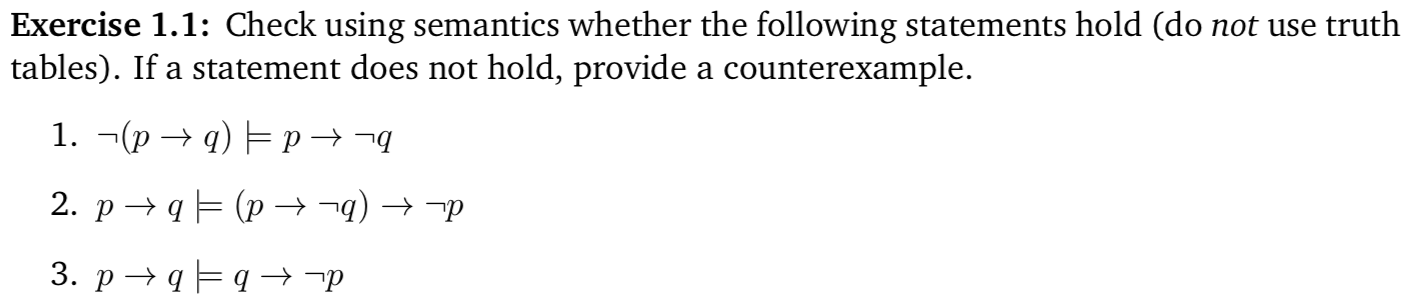 Exercise 1.1: Check using semantics whether the following statements hold (do not use truth
tables). If a statement does not hold, provide a counterexample.
1. ¬(p → q) ⊨ p → ¬q
2. p → q ⊨ (p → ¬q) → ¬p
3. p → q ⊨ q → ¬p